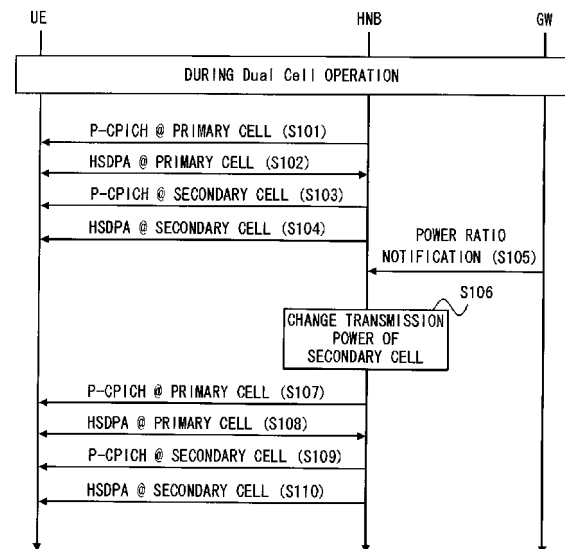 UE HNB GW
DURING Dual Cell OPERATION
P-CPICH @ PRIMARY CELL (S101)
HSDPA @ PRIMARY CELL (S102)
P-CPICH @ SECONDARY CELL (S103)
HSDPA @ SECONDARY CELL (S104)
POWER RATIO
NOTIFICATION (S105)
S106
CHANGE TRANSMISSION
POWER OF
SECONDARY CELL
P-CPICH @ PRIMARY CELL (S107)
HSDPA @ PRIMARY CELL (S108)
P-CPICH @ SECONDARY CELL (S109)
HSDPA @ SECONDARY CELL (S110)